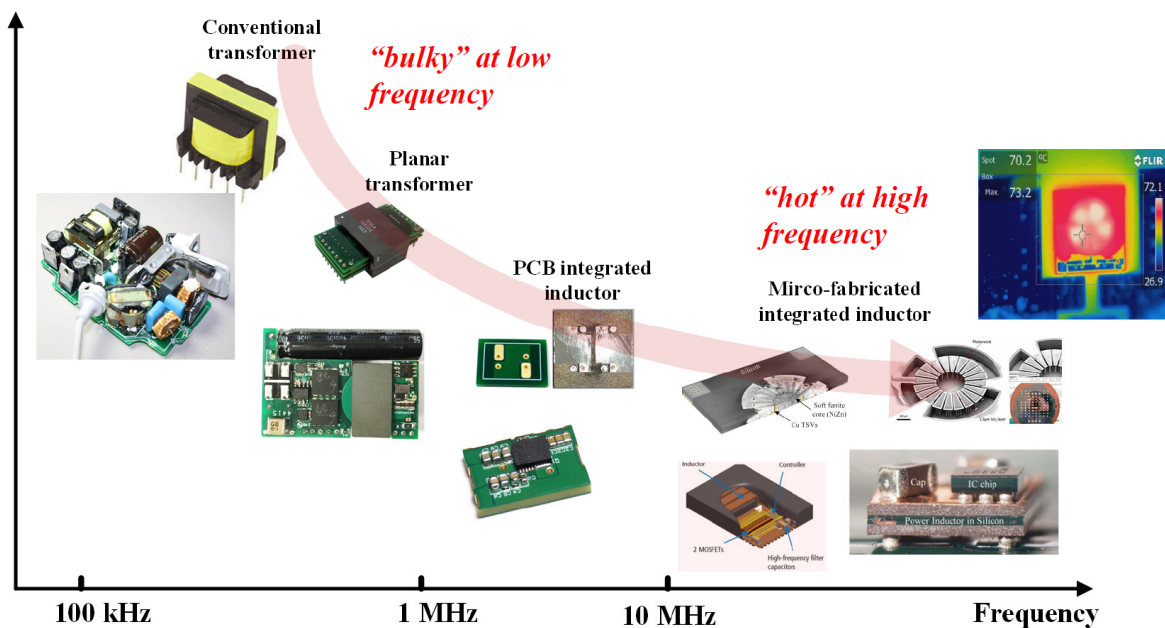 Conventional
transformer
“bulky” at low
frequency
Planar
transformer
“hot” at high
frequency
PCB integrated
inductor
Mirco-fabricated
integrated inductor
Spot 70.2 °C
Box
Max. 73.2
FLIR
72.1
26.9
4415
Silicon
Soft ferrite
core (NiZn)
Cu TSVs
Photoresist
Inductor
Controller
2 MOSFETs
High-frequency filter
capacitors
Cap
IC chip
Power Inductor in Silicon
100 kHz
1 MHz
10 MHz
Frequency